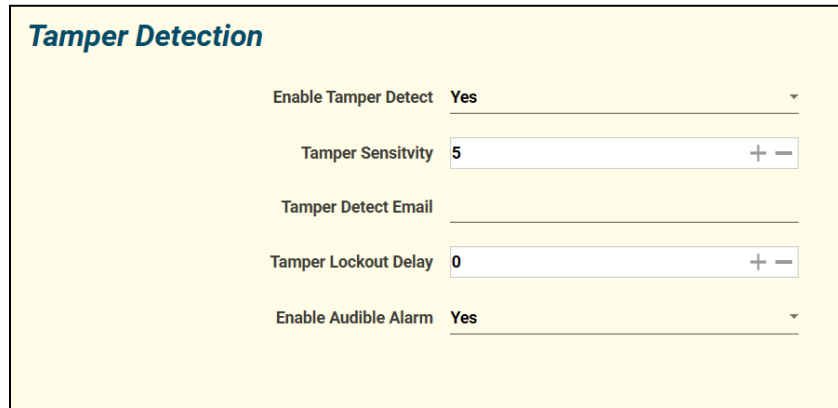 Tamper Detection
Enable Tamper Detect Yes
Tamper Sensitvity 5
Tamper Detect Email
Tamper Lockout Delay 0
Enable Audible Alarm Yes